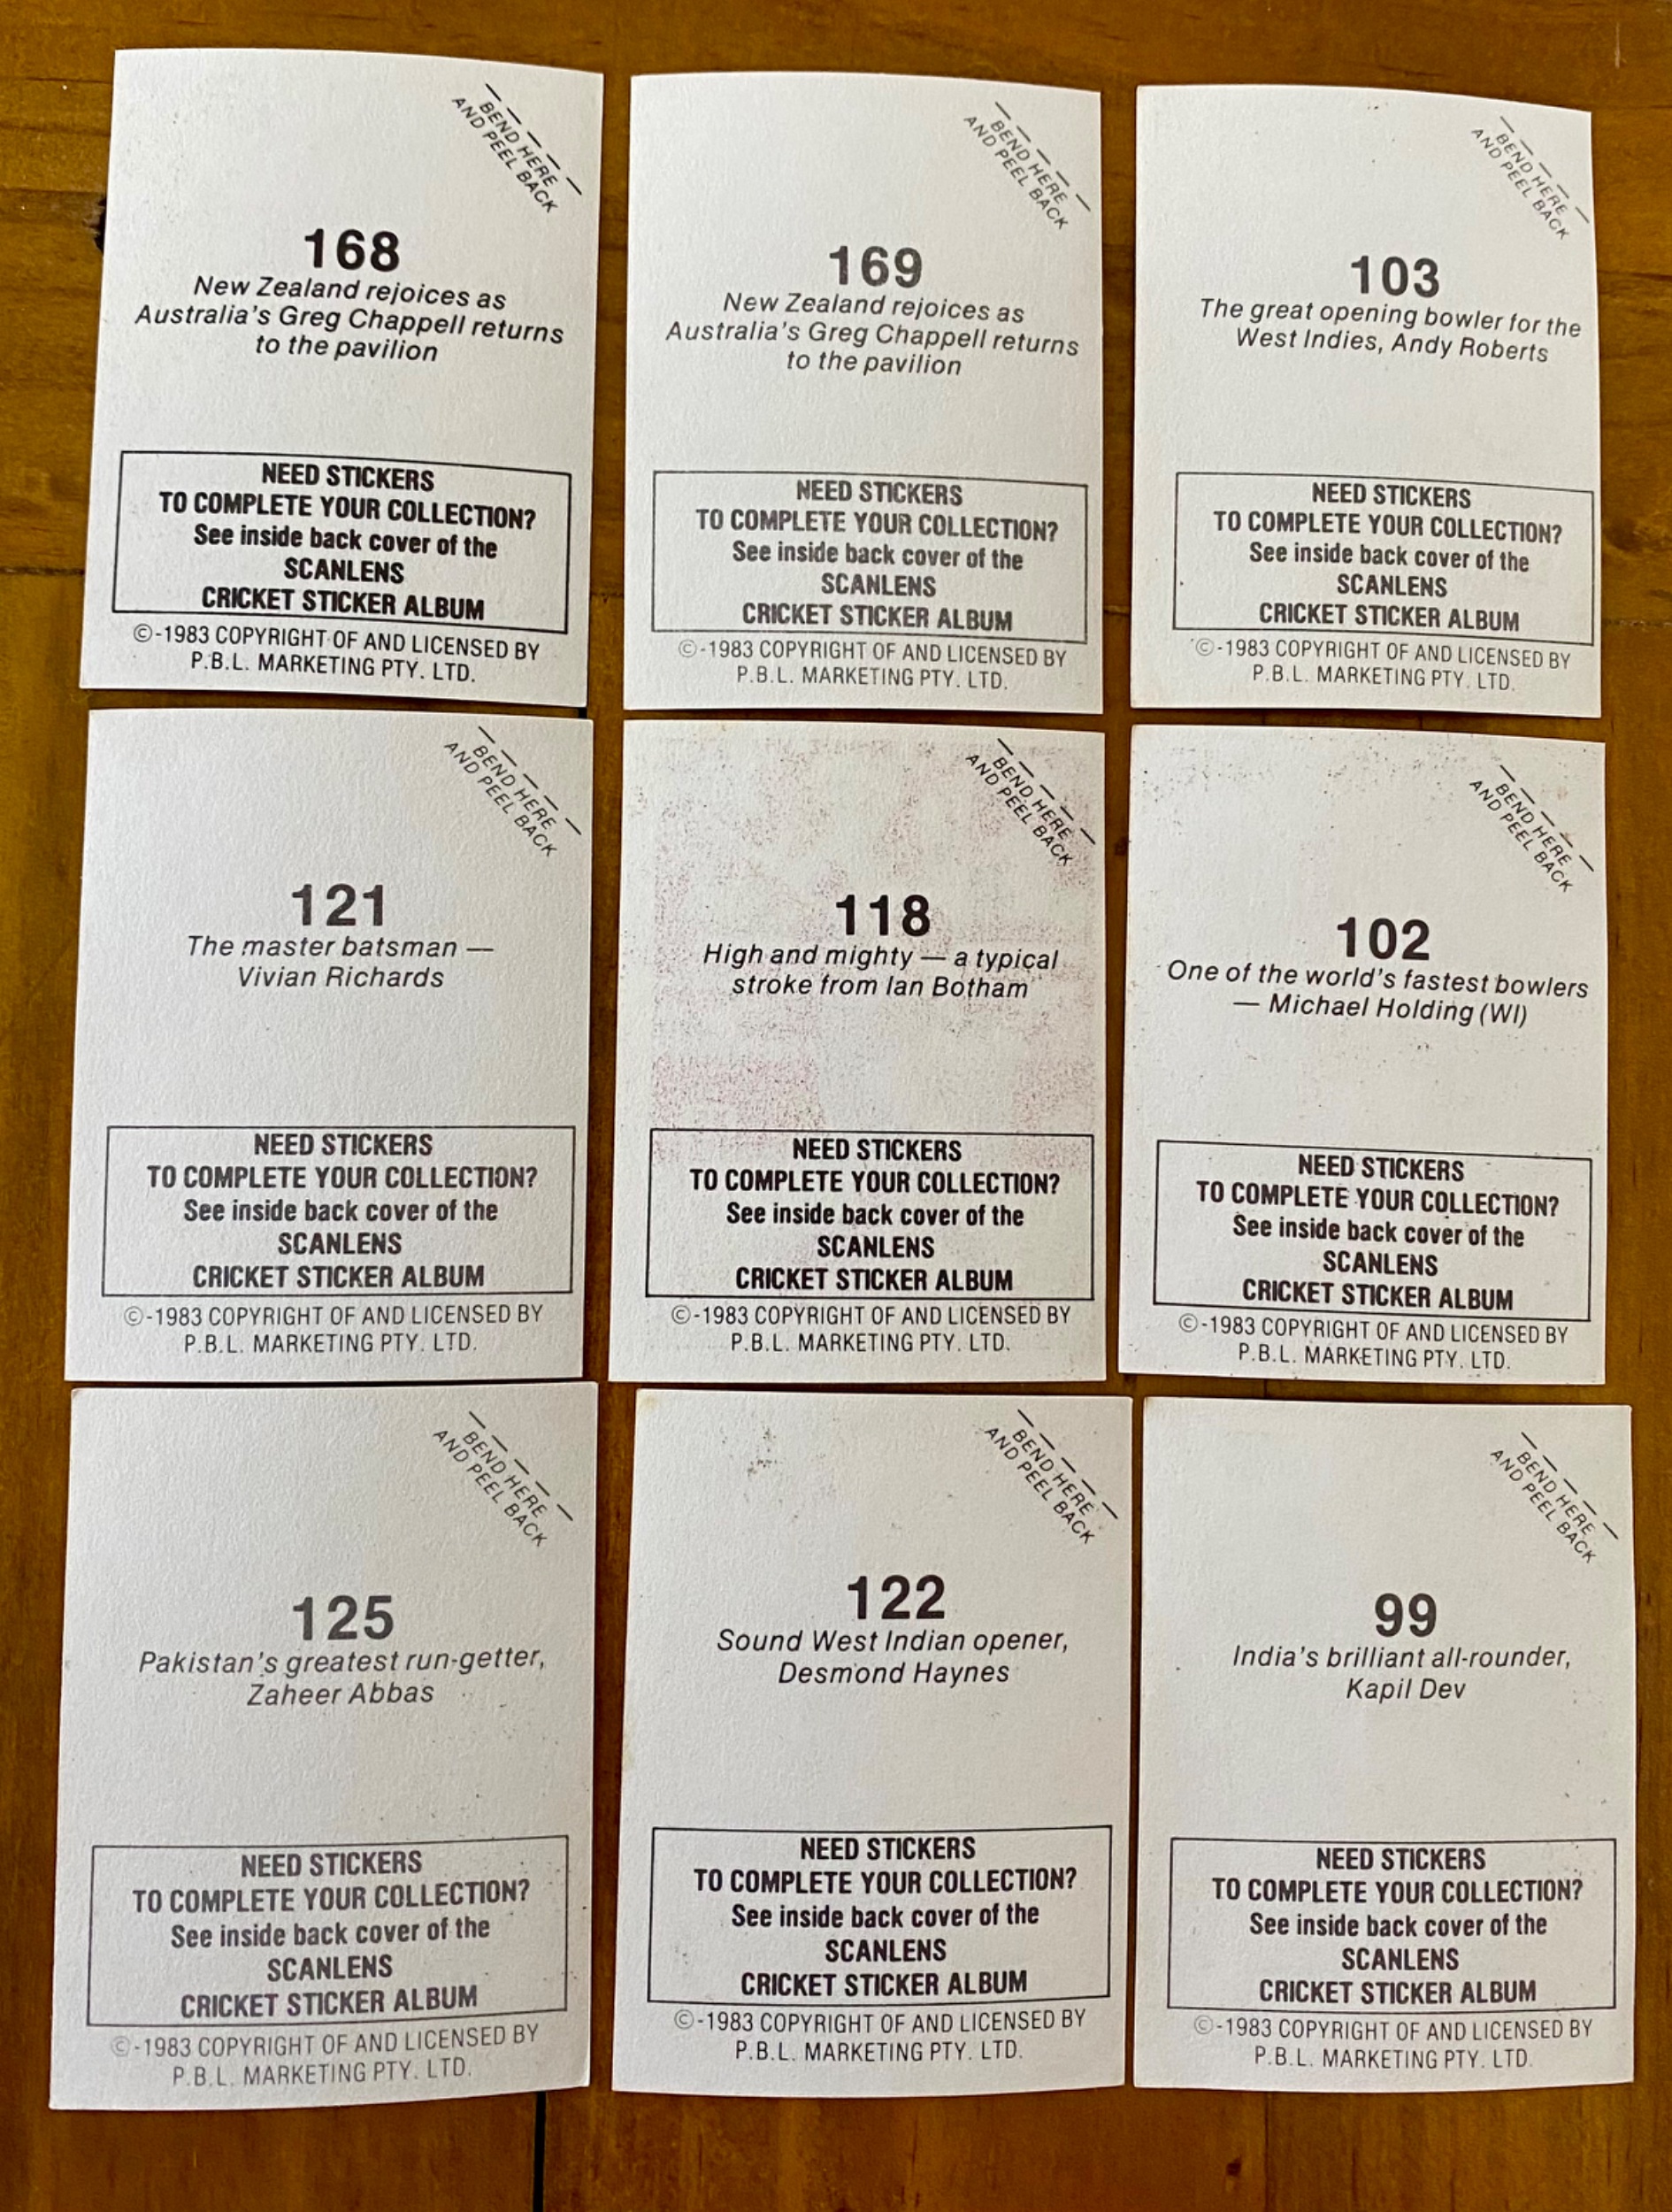 BEND HERE
AND PEEL BACK
168
New Zealand rejoices as
Australia's Greg Chappell returns
to the pavilion
NEED STICKERS
TO COMPLETE YOUR COLLECTION?
See inside back cover of the
SCANLENS
CRICKET STICKER ALBUM
©-1983 COPYRIGHT OF AND LICENSED BY
P.B.L. MARKETING PTY. LTD.
BEND HERE
AND PEEL BACK
169
New Zealand rejoices as
Australia's Greg Chappell returns
to the pavilion
NEED STICKERS
TO COMPLETE YOUR COLLECTION?
See inside back cover of the
SCANLENS
CRICKET STICKER ALBUM
©-1983 COPYRIGHT OF AND LICENSED BY
P.B.L. MARKETING PTY. LTD.
BEND HERE
AND PEEL BACK
103
The great opening bowler for the
West Indies, Andy Roberts
NEED STICKERS
TO COMPLETE YOUR COLLECTION?
See inside back cover of the
SCANLENS
CRICKET STICKER ALBUM
©-1983 COPYRIGHT OF AND LICENSED BY
P.B.L. MARKETING PTY. LTD.
BEND HERE
AND PEEL BACK
121
The master batsman —
Vivian Richards
NEED STICKERS
TO COMPLETE YOUR COLLECTION?
See inside back cover of the
SCANLENS
CRICKET STICKER ALBUM
©-1983 COPYRIGHT OF AND LICENSED BY
P.B.L. MARKETING PTY. LTD.
BEND HERE
AND PEEL BACK
118
High and mighty — a typical
stroke from Ian Botham
NEED STICKERS
TO COMPLETE YOUR COLLECTION?
See inside back cover of the
SCANLENS
CRICKET STICKER ALBUM
©-1983 COPYRIGHT OF AND LICENSED BY
P.B.L. MARKETING PTY. LTD.
BEND HERE
AND PEEL BACK
102
One of the world's fastest bowlers
— Michael Holding (WI)
NEED STICKERS
TO COMPLETE YOUR COLLECTION?
See inside back cover of the
SCANLENS
CRICKET STICKER ALBUM
©-1983 COPYRIGHT OF AND LICENSED BY
P.B.L. MARKETING PTY. LTD.
BEND HERE
AND PEEL BACK
125
Pakistan's greatest run-getter,
Zaheer Abbas
NEED STICKERS
TO COMPLETE YOUR COLLECTION?
See inside back cover of the
SCANLENS
CRICKET STICKER ALBUM
©-1983 COPYRIGHT OF AND LICENSED BY
P.B.L. MARKETING PTY. LTD.
BEND HERE
AND PEEL BACK
122
Sound West Indian opener,
Desmond Haynes
NEED STICKERS
TO COMPLETE YOUR COLLECTION?
See inside back cover of the
SCANLENS
CRICKET STICKER ALBUM
©-1983 COPYRIGHT OF AND LICENSED BY
P.B.L. MARKETING PTY. LTD.
BEND HERE
AND PEEL BACK
99
India's brilliant all-rounder,
Kapil Dev
NEED STICKERS
TO COMPLETE YOUR COLLECTION?
See inside back cover of the
SCANLENS
CRICKET STICKER ALBUM
©-1983 COPYRIGHT OF AND LICENSED BY
P.B.L. MARKETING PTY. LTD.